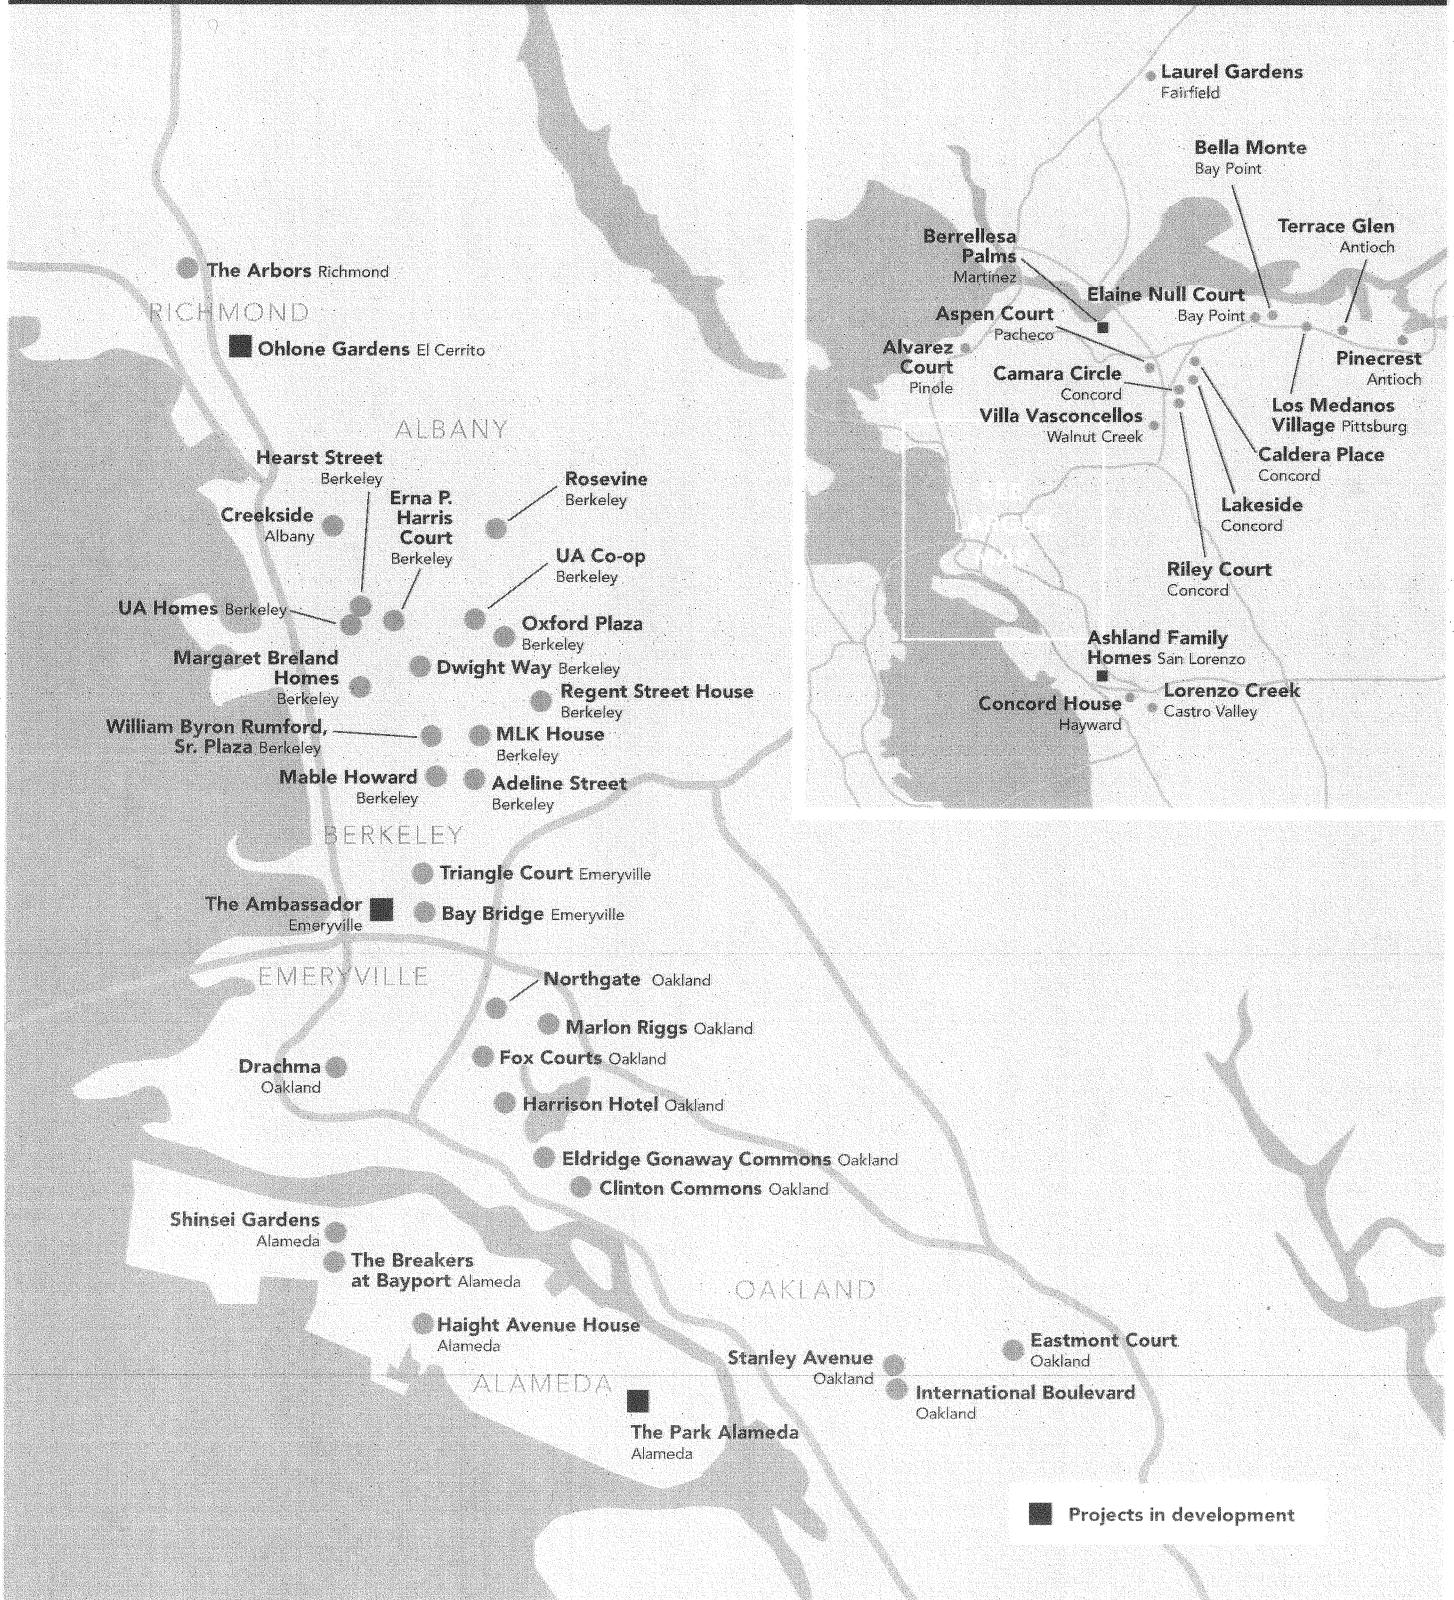 The Arbors Richmond
RICHMOND
Ohlone Gardens El Cerrito
ALBANY
Hearst Street
Berkeley
Erna P.
Harris
Court
Berkeley
Rosevine
Berkeley
Creekside
Albany
UA Co-op
Berkeley
UA Homes Berkeley
Oxford Plaza
Berkeley
Margaret Breland
Homes
Berkeley
Dwight Way Berkeley
Regent Street House
Berkeley
William Byron Rumford,
Sr. Plaza Berkeley
MLK House
Berkeley
Mable Howard
Berkeley
Adeline Street
Berkeley
BERKELEY
Triangle Court Emeryville
The Ambassador
Emeryville
Bay Bridge Emeryville
EMERYVILLE
Northgate Oakland
Marlon Riggs Oakland
Fox Courts Oakland
Drachma
Oakland
Harrison Hotel Oakland
Eldridge Gonaway Commons Oakland
Clinton Commons Oakland
Shinsei Gardens
Alameda
The Breakers
at Bayport Alameda
OAKLAND
Haight Avenue House
Alameda
Eastmont Court
Oakland
Stanley Avenue
Oakland
ALAMEDA
International Boulevard
Oakland
The Park Alameda
Alameda
Projects in development
Laurel Gardens
Fairfield
Bella Monte
Bay Point
Terrace Glen
Antioch
Berrellesa
Palms
Martinez
Elaine Null Court
Bay Point
Aspen Court
Pacheco
Alvarez
Court
Pinole
Pinecrest
Antioch
Camara Circle
Concord
Los Medanos
Village Pittsburg
Villa Vasconcellos
Walnut Creek
Caldera Place
Concord
Lakeside
Concord
Riley Court
Concord
Ashland Family
Homes San Lorenzo
Concord House
Hayward
Lorenzo Creek
Castro Valley